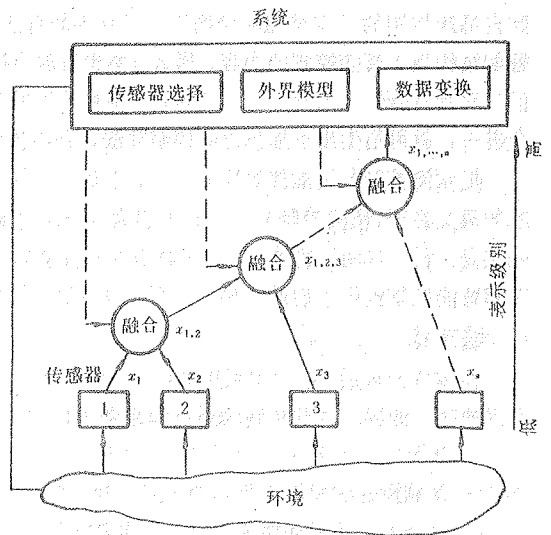 系统
传感器选择
外界模型
数据变换
x₁,...,ₙ
高
融合
融合
x₁,₂,₃
表示级别
融合
x₁,₂
传感器
x₁
x₂
x₃
xₙ
1
2
3
低
环境